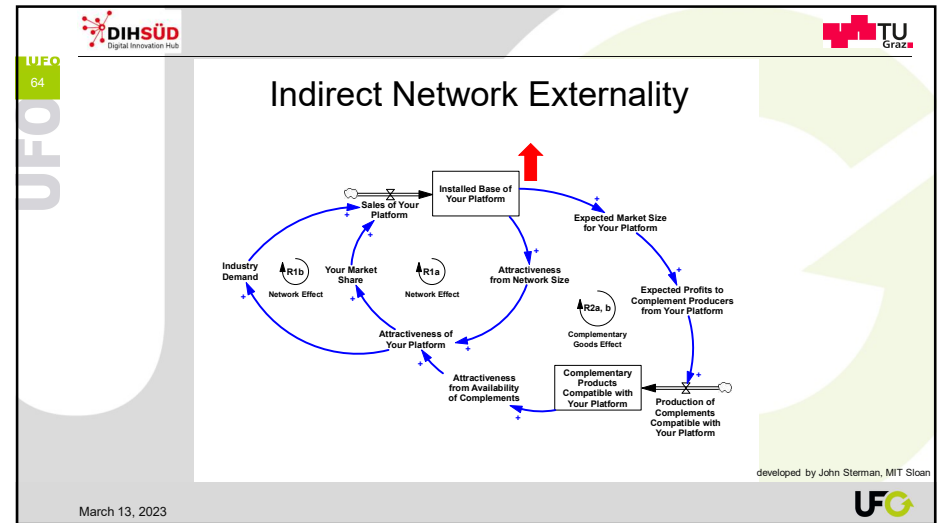 DIHSÜD
Digital Innovation Hub
TU
Graz
UFO
64
UFO
Indirect Network Externality
Installed Base of
Your Platform
Sales of Your
Platform
+
+
+
Expected Market Size
for Your Platform
+
Industry
Demand
+
R1b
Network Effect
Your Market
Share
+
R1a
Network Effect
Attractiveness
from Network Size
+
Expected Profits to
Complement Producers
from Your Platform
R2a, b
Complementary
Goods Effect
Attractiveness of
Your Platform
+
+
Attractiveness
from Availability
of Complements
+
Complementary
Products
Compatible with
Your Platform
+
Production of
Complements
Compatible with
Your Platform
developed by John Sterman, MIT Sloan
March 13, 2023
UFO